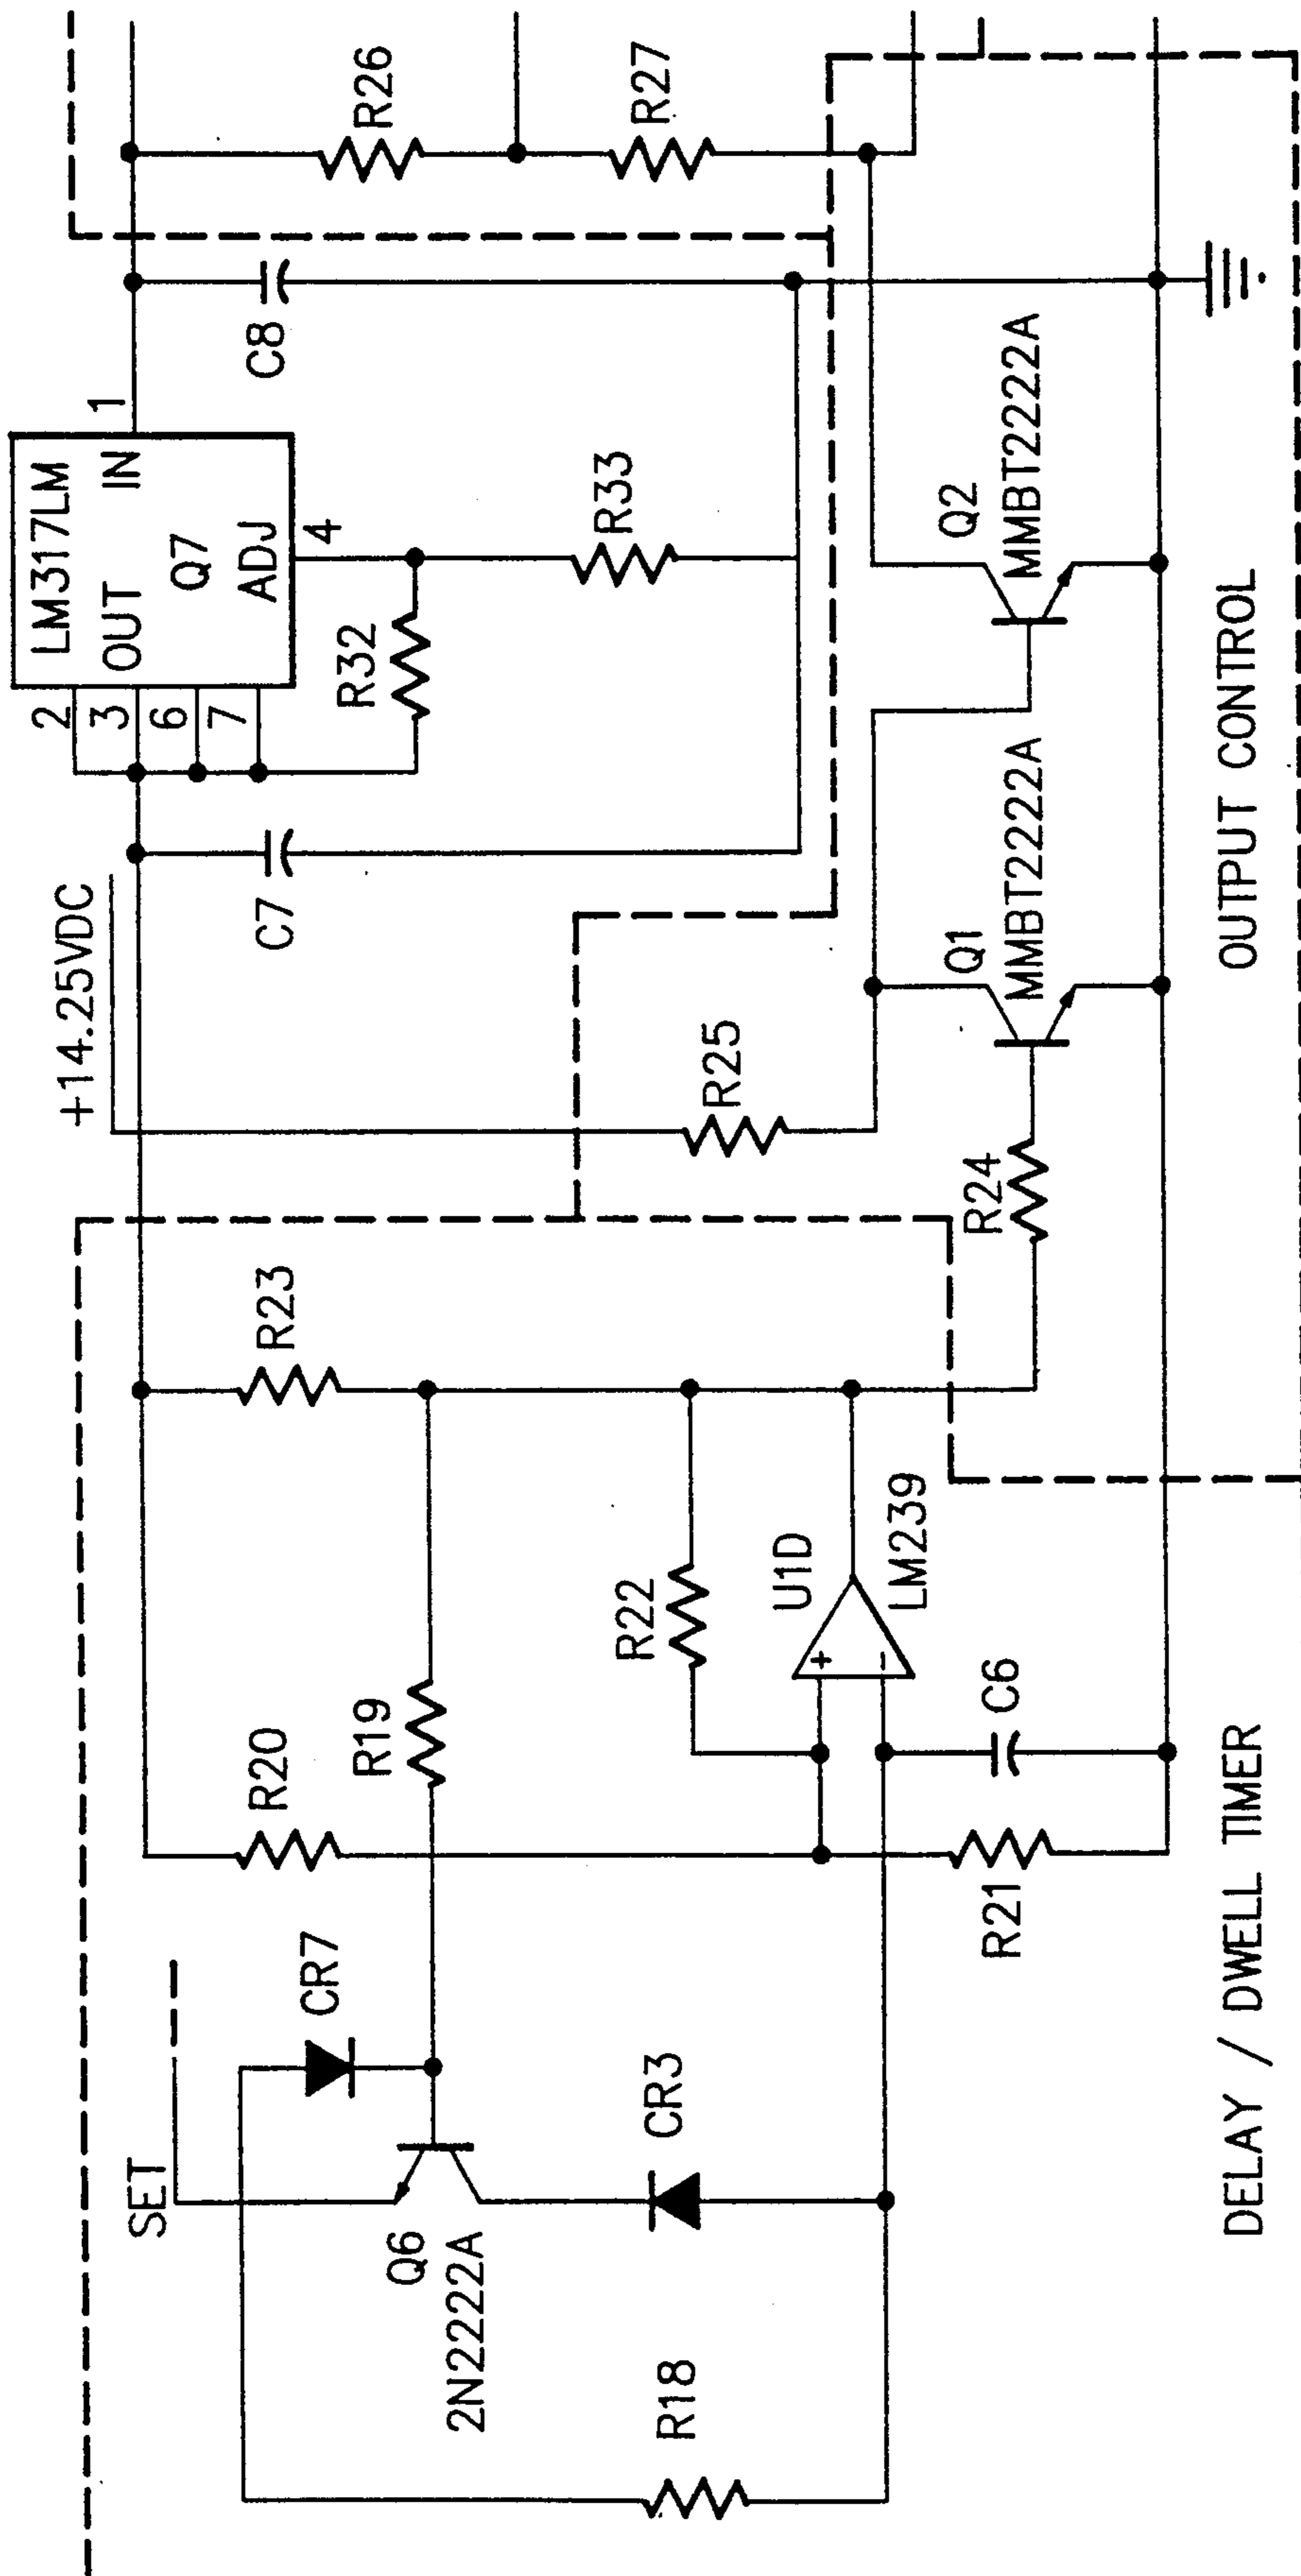 SET
CR7
Q6
2N2222A
CR3
R18
R20
R19
R23
R22
U1D
+
-
LM239
C6
R21
DELAY / DWELL TIMER
+14.25VDC
R25
R24
C7
LM317LM
OUT
IN
Q7
ADJ
2
3
6
7
1
4
R32
R33
C8
R26
R27
Q1
MMBT2222A
Q2
MMBT2222A
OUTPUT CONTROL